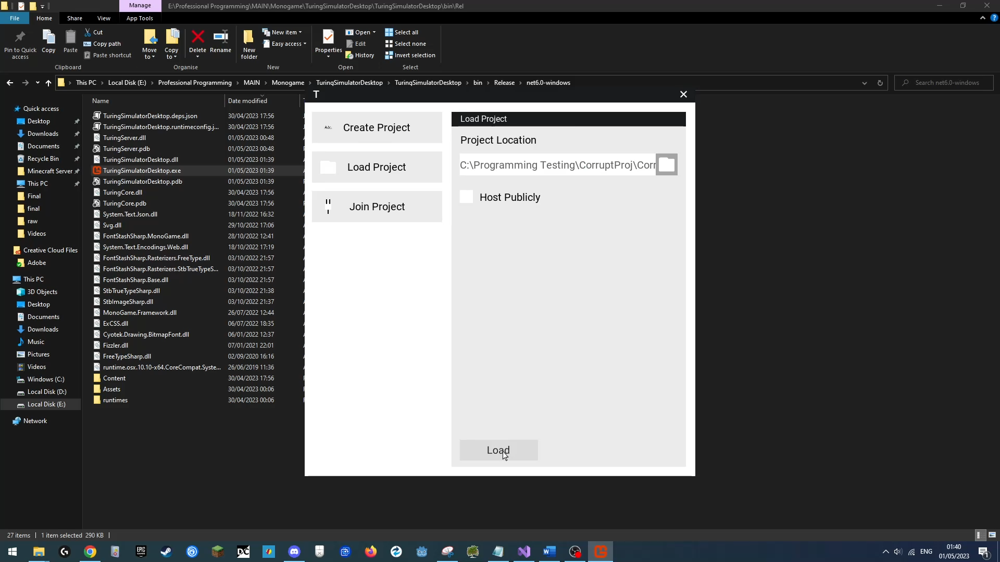 Manage
E:\Professional Programming\MAIN\Monogame\TuringSimulatorDesktop\TuringSimulatorDesktop\bin\Rel
File
Home
Share
View
App Tools
Pin to Quick access
Copy
Paste
Cut
Copy path
Paste shortcut
Clipboard
Move to
Copy to
Delete
Rename
Organise
New folder
New item
Easy access
New
Properties
Open
Edit
History
Open
Select all
Select none
Invert selection
Select
This PC > Local Disk (E:) > Professional Programming > MAIN > Monogame > TuringSimulatorDesktop > TuringSimulatorDesktop > bin > Release > net6.0-windows
Search net6.0-windows
Quick access
Desktop
Downloads
Documents
Recycle Bin
Minecraft Server
This PC
Final
final
raw
Videos
Creative Cloud Files
Adobe
This PC
3D Objects
Desktop
Documents
Downloads
Music
Pictures
Videos
Windows (C:)
Local Disk (D:)
Local Disk (E:)
Network
Name Date modified
TuringSimulatorDesktop.deps.json 30/04/2023 17:56
TuringSimulatorDesktop.runtimeconfig.j... 30/04/2023 17:56
TuringServer.dll 01/05/2023 00:48
TuringServer.pdb 01/05/2023 00:48
TuringSimulatorDesktop.dll 01/05/2023 01:39
TuringSimulatorDesktop.exe 01/05/2023 01:39
TuringSimulatorDesktop.pdb 01/05/2023 01:39
TuringCore.dll 30/04/2023 17:56
TuringCore.pdb 30/04/2023 17:56
System.Text.Json.dll 18/11/2022 16:32
Svg.dll 29/10/2022 17:06
FontStashSharp.MonoGame.dll 28/10/2022 12:41
System.Text.Encodings.Web.dll 18/10/2022 17:19
FontStashSharp.Rasterizers.FreeType.dll 03/10/2022 21:57
FontStashSharp.Rasterizers.StbTrueTypeS... 03/10/2022 21:57
FontStashSharp.Base.dll 03/10/2022 21:57
StbTrueTypeSharp.dll 03/10/2022 21:38
StbImageSharp.dll 03/10/2022 21:37
MonoGame.Framework.dll 26/07/2022 12:44
ExCSS.dll 06/07/2022 18:35
Cyotek.Drawing.BitmapFont.dll 06/01/2022 12:37
Fizzler.dll 07/01/2021 22:01
FreeTypeSharp.dll 02/09/2020 16:16
runtime.osx.10.10-x64.CoreCompat.Syste... 26/06/2019 11:36
Content 30/04/2023 17:56
Assets 30/04/2023 00:06
runtimes 30/04/2023 00:06
T
Create Project
Load Project
Join Project
Load Project
Project Location
C:\Programming Testing\CorruptProj\Corr
Host Publicly
Load
27 items
1 item selected 290 KB
EPIC GAMES
DC
W
ENG
01:40
01/05/2023
1